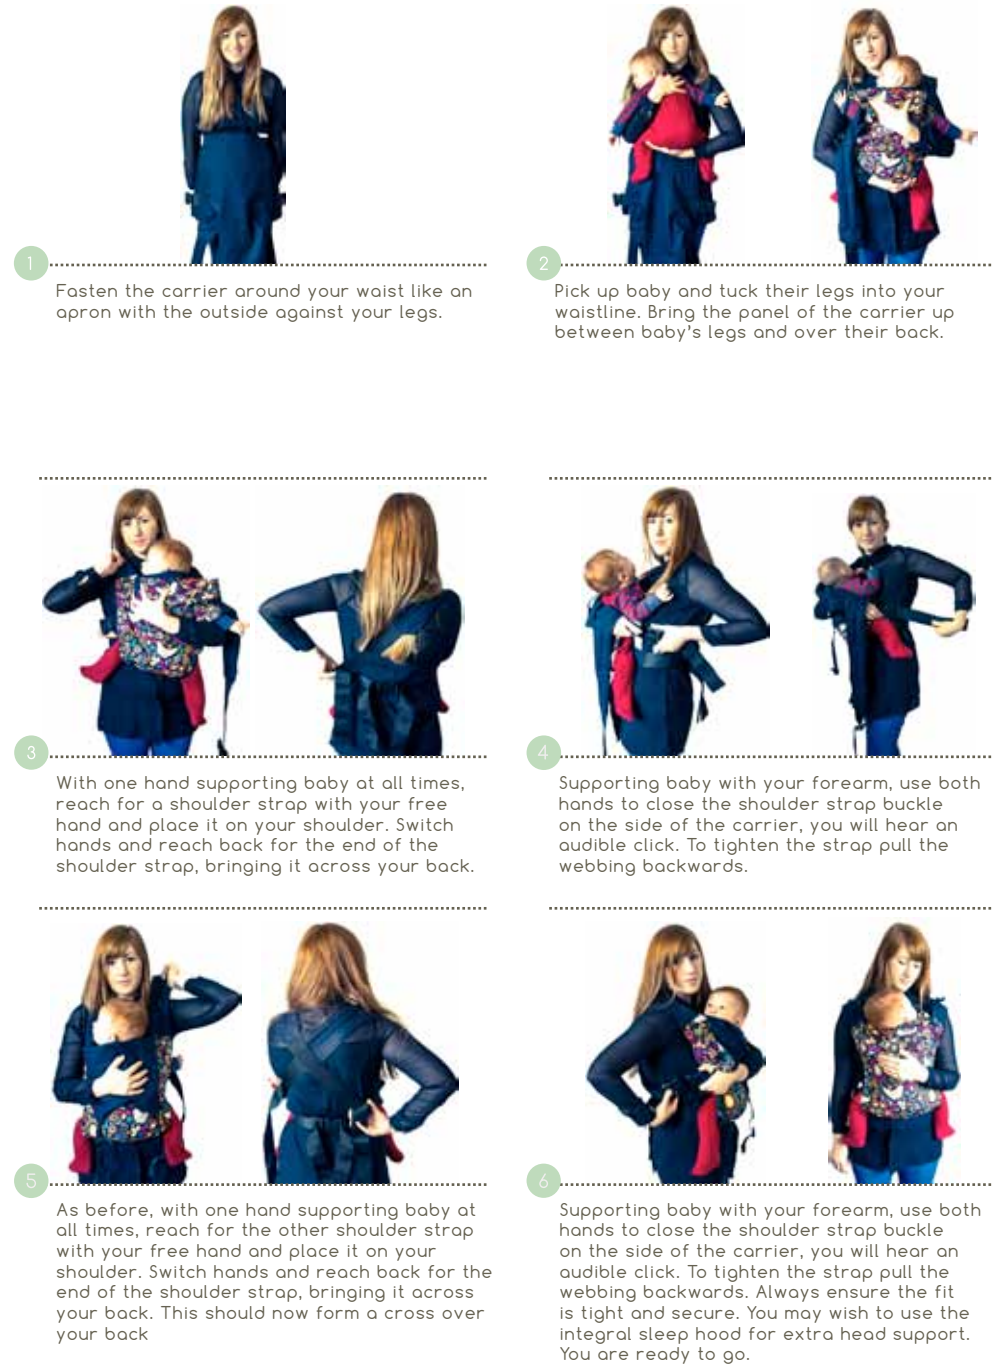 1
Fasten the carrier around your waist like an
apron with the outside against your legs.
2
Pick up baby and tuck their legs into your
waistline. Bring the panel of the carrier up
between baby's legs and over their back.
3
With one hand supporting baby at all times,
reach for a shoulder strap with your free
hand and place it on your shoulder. Switch
hands and reach back for the end of the
shoulder strap, bringing it across your back.
4
Supporting baby with your forearm, use both
hands to close the shoulder strap buckle
on the side of the carrier, you will hear an
audible click. To tighten the strap pull the
webbing backwards.
5
As before, with one hand supporting baby at
all times, reach for the other shoulder strap
with your free hand and place it on your
shoulder. Switch hands and reach back for the
end of the shoulder strap, bringing it across
your back. This should now form a cross over
your back
6
Supporting baby with your forearm, use both
hands to close the shoulder strap buckle
on the side of the carrier, you will hear an
audible click. To tighten the strap pull the
webbing backwards. Always ensure the fit
is tight and secure. You may wish to use the
integral sleep hood for extra head support.
You are ready to go.